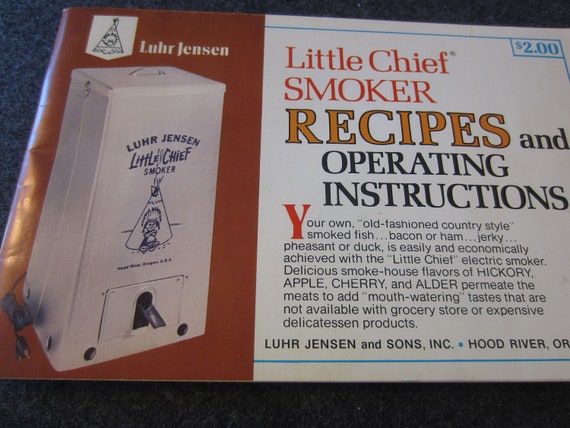 Luhr Jensen
LUHR JENSEN
LITTLE CHIEF
SMOKER
Hood River, Oregon, U.S.A.
$2.00
Little Chief®
SMOKER
RECIPES and
OPERATING
INSTRUCTIONS
Your own, "old-fashioned country style"
smoked fish...bacon or ham...jerky...
pheasant or duck, is easily and economically
achieved with the "Little Chief" electric smoker.
Delicious smoke-house flavors of HICKORY,
APPLE, CHERRY, and ALDER permeate the
meats to add "mouth-watering" tastes that are
not available with grocery store or expensive
delicatessen products.
LUHR JENSEN and SONS, INC. • HOOD RIVER, OR